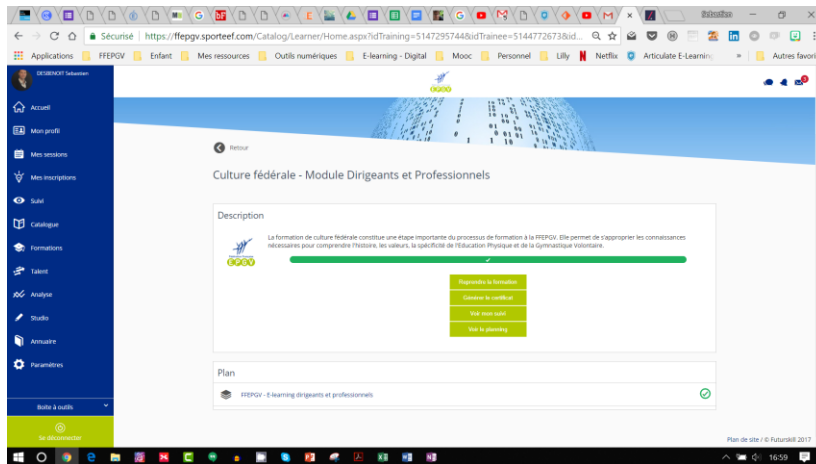 Sébastien
Sécurisé | https://ffepgv.sporteef.com/Catalog/Learner/Home.aspx?idTraining=5147295744&idTrainee=5144772673&id...
Applications FFEPGV Enfant Mes ressources Outils numériques E-learning - Digital Mooc Personnel Lilly Netflix Articulate E-Learning » Autres favori
DESBENOIT Sebastien
EPGV
3
Accueil
Mon profil
Mes sessions
Mes inscriptions
Suivi
Catalogue
Formations
Talent
Analyse
Studio
Annuaire
Paramètres
Boite à outils
Se déconnecter
Retour
Culture fédérale - Module Dirigeants et Professionnels
Description
La formation de culture fédérale constitue une étape importante du processus de formation à la FFEPGV. Elle permet de s'approprier les connaissances
nécessaires pour comprendre l'histoire, les valeurs, la spécificité de l'Education Physique et de la Gymnastique Volontaire.
EPGV
Reprendre la formation
Générer le certificat
Voir mon suivi
Voir le planning
Plan
FFEPGV - E-learning dirigeants et professionnels
Plan de site / © Futurskill 2017
16:59